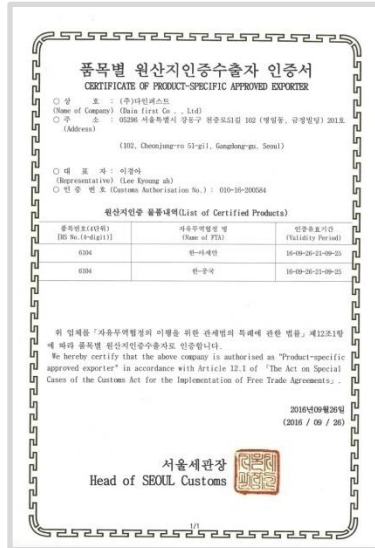 품목별 원산지인증수출자 인증서
CERTIFICATE OF PRODUCT-SPECIFIC APPROVED EXPORTER
○ 상 호 : (주)다인퍼스트
(Name of Company) (Dain first Co ., Ltd)
○ 주 소 : 05296 서울특별시 강동구 천중로51길 102 (명일동, 금정빌딩) 201호
(Address)
(102, Cheonjung-ro 51-gil, Gangdong-gu, Seoul)
○ 대 표 자 : 이경아
(Representative) (Lee Kyoung ah)
○ 인 증 번 호 (Customs Authorisation No.) : 010-16-200584
원산지인증 물품내역(List of Certified Products)
품목번호(4단위) 자유무역협정 명 인증유효기간
[HS No.(4-digit)] (Name of FTA) (Validity Period)
6104 한-아세안 16-09-26~21-09-25
6104 한-중국 16-09-26~21-09-25
위 업체를 「자유무역협정의 이행을 위한 관세법의 특례에 관한 법률」 제12조1항
에 따라 품목별 원산지인증수출자로 인증합니다.
We hereby certify that the above company is authorised as "Product-specific
approved exporter" in accordance with Article 12.1 of 「The Act on Special
Cases of the Customs Act for the Implementation of Free Trade Agreements」.
2016년09월26일
(2016 / 09 / 26)
서울세관장
Head of SEOUL Customs
1/1